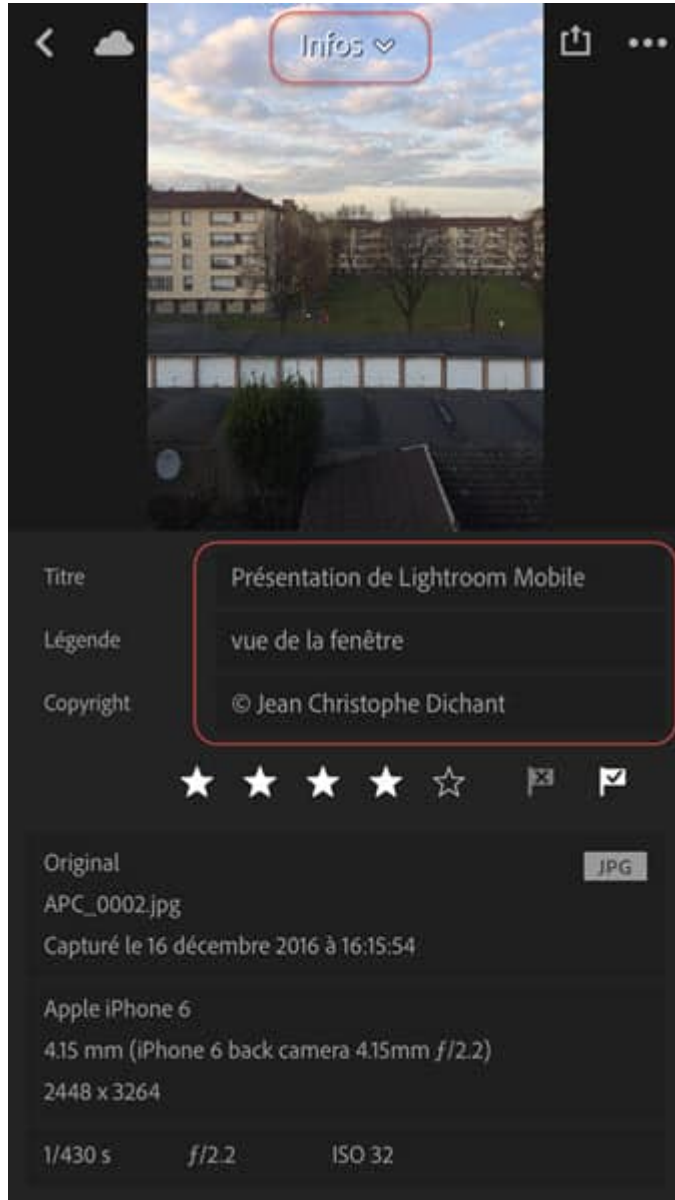 Infos
Titre
Présentation de Lightroom Mobile
Légende
vue de la fenêtre
Copyright
© Jean Christophe Dichant
Original
JPG
APC_0002.jpg
Capturé le 16 décembre 2016 à 16:15:54
Apple iPhone 6
4.15 mm (iPhone 6 back camera 4.15mm ƒ/2.2)
2448 x 3264
1/430 s ƒ/2.2 ISO 32